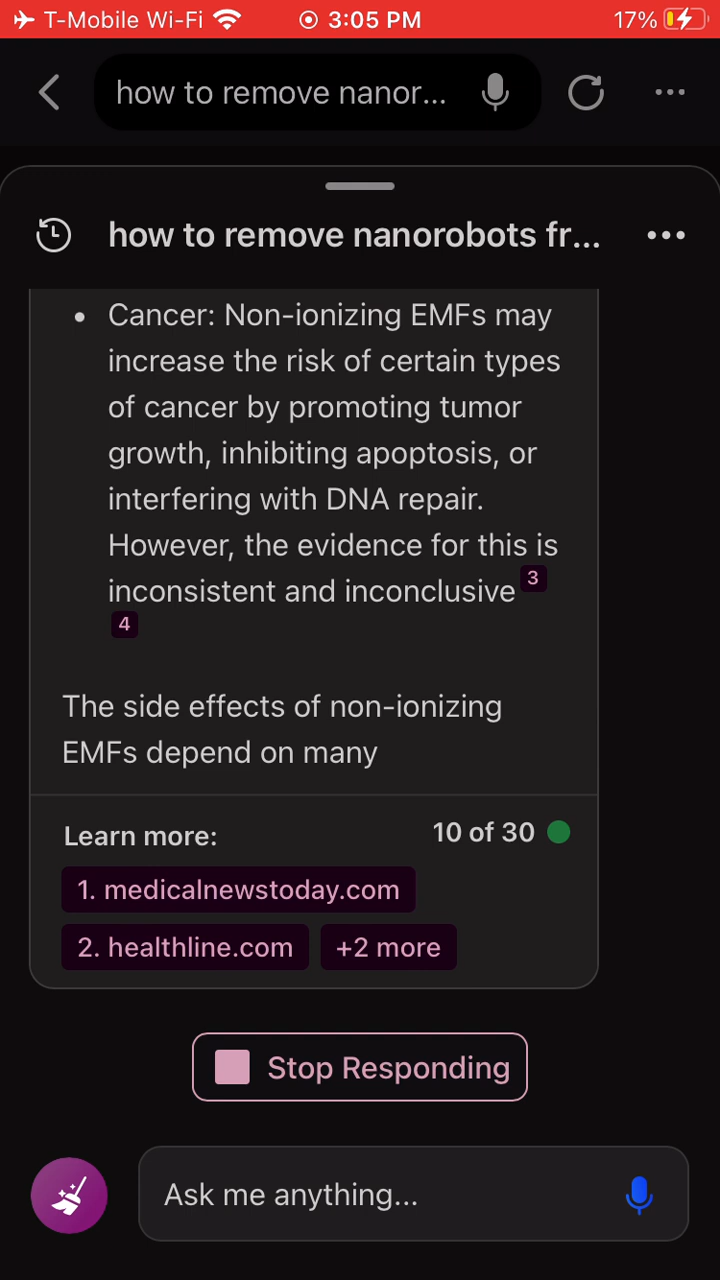 T-Mobile Wi-Fi 3:05 PM 17%
how to remove nanor...
how to remove nanorobots fr...
• Cancer: Non-ionizing EMFs may
increase the risk of certain types
of cancer by promoting tumor
growth, inhibiting apoptosis, or
interfering with DNA repair.
However, the evidence for this is
inconsistent and inconclusive 3
4
The side effects of non-ionizing
EMFs depend on many
Learn more: 10 of 30
1. medicalnewstoday.com
2. healthline.com +2 more
Stop Responding
Ask me anything...